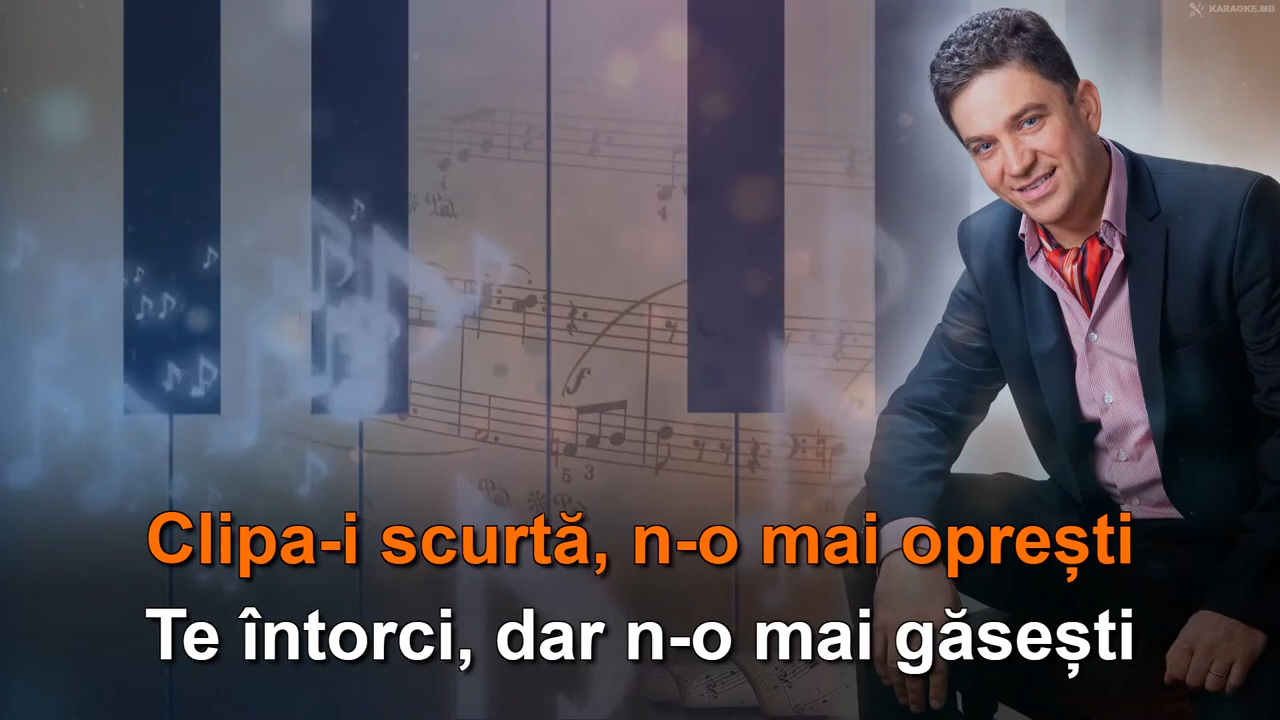 KARAOKE.MD
Clipa-i scurtă, n-o mai oprești
Te întorci, dar n-o mai găsești